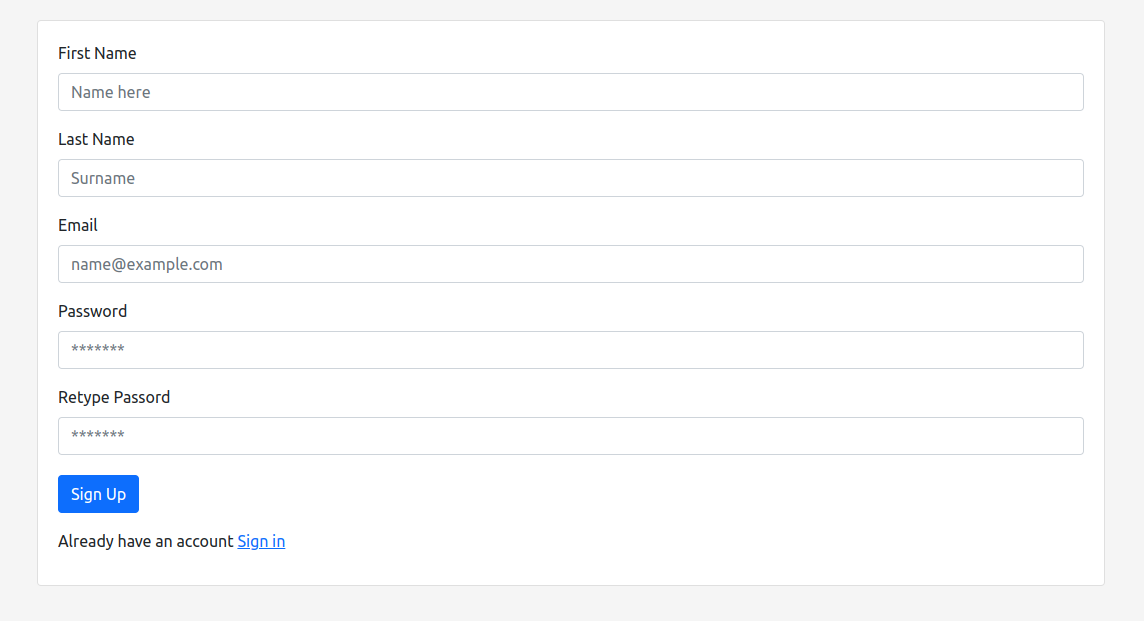 First Name
Name here
Last Name
Surname
Email
name@example.com
Password
*******
Retype Passord
*******
Sign Up
Already have an account Sign in